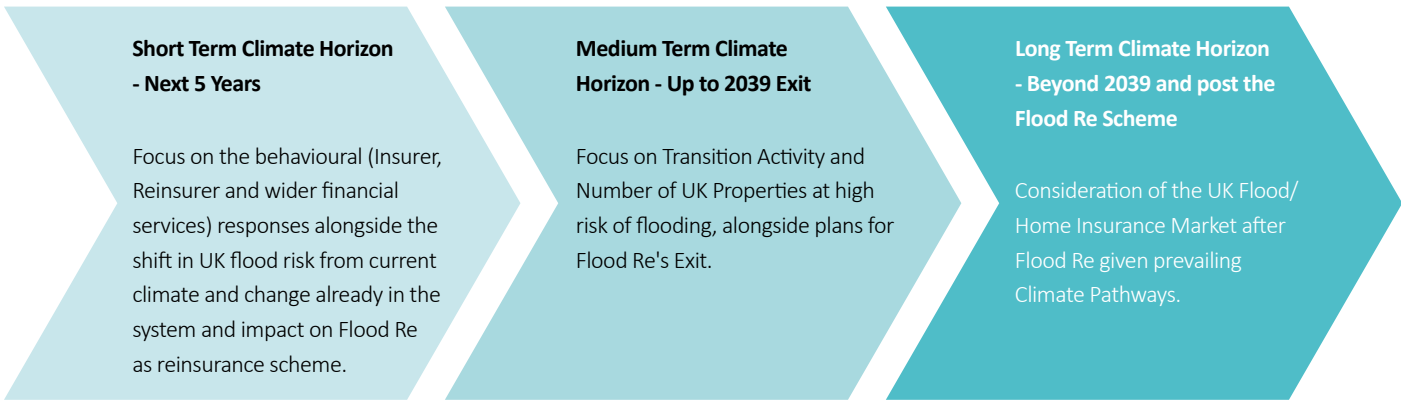 Short Term Climate Horizon
- Next 5 Years
Focus on the behavioural (Insurer,
Reinsurer and wider financial
services) responses alongside the
shift in UK flood risk from current
climate and change already in the
system and impact on Flood Re
as reinsurance scheme.
Medium Term Climate
Horizon - Up to 2039 Exit
Focus on Transition Activity and
Number of UK Properties at high
risk of flooding, alongside plans for
Flood Re's Exit.
Long Term Climate Horizon
- Beyond 2039 and post the
Flood Re Scheme
Consideration of the UK Flood/
Home Insurance Market after
Flood Re given prevailing
Climate Pathways.